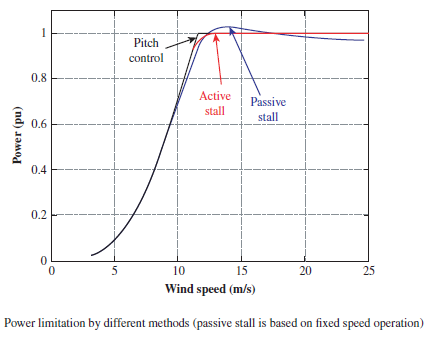 1
Pitch
control
0.8
Active
stall
Passive
stall
Power (pu)
0.6
0.4
0.2
0
0 5 10 15 20 25
Wind speed (m/s)
Power limitation by different methods (passive stall is based on fixed speed operation)